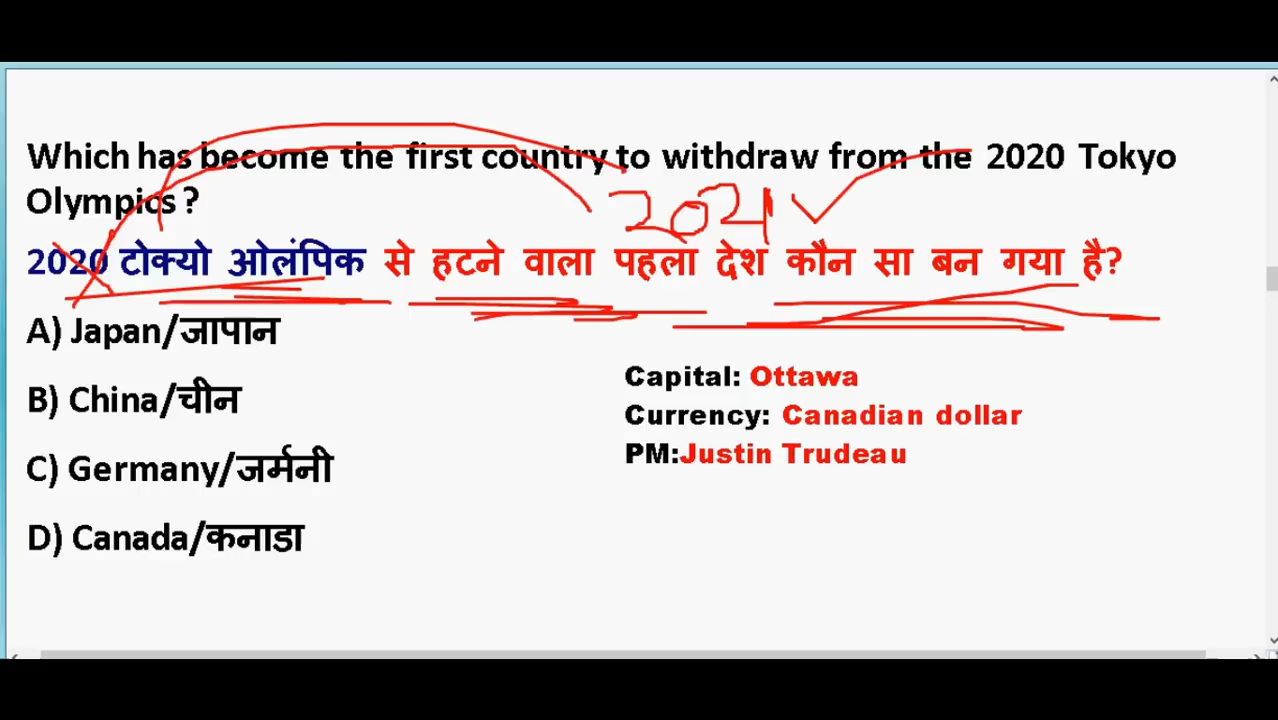 Which has become the first country to withdraw from the 2020 Tokyo
Olympics ?
2021
2020 टोक्यो ओलंपिक से हटने वाला पहला देश कौन सा बन गया है?
A) Japan/जापान
B) China/चीन
C) Germany/जर्मनी
D) Canada/कनाडा
Capital: Ottawa
Currency: Canadian dollar
PM:Justin Trudeau